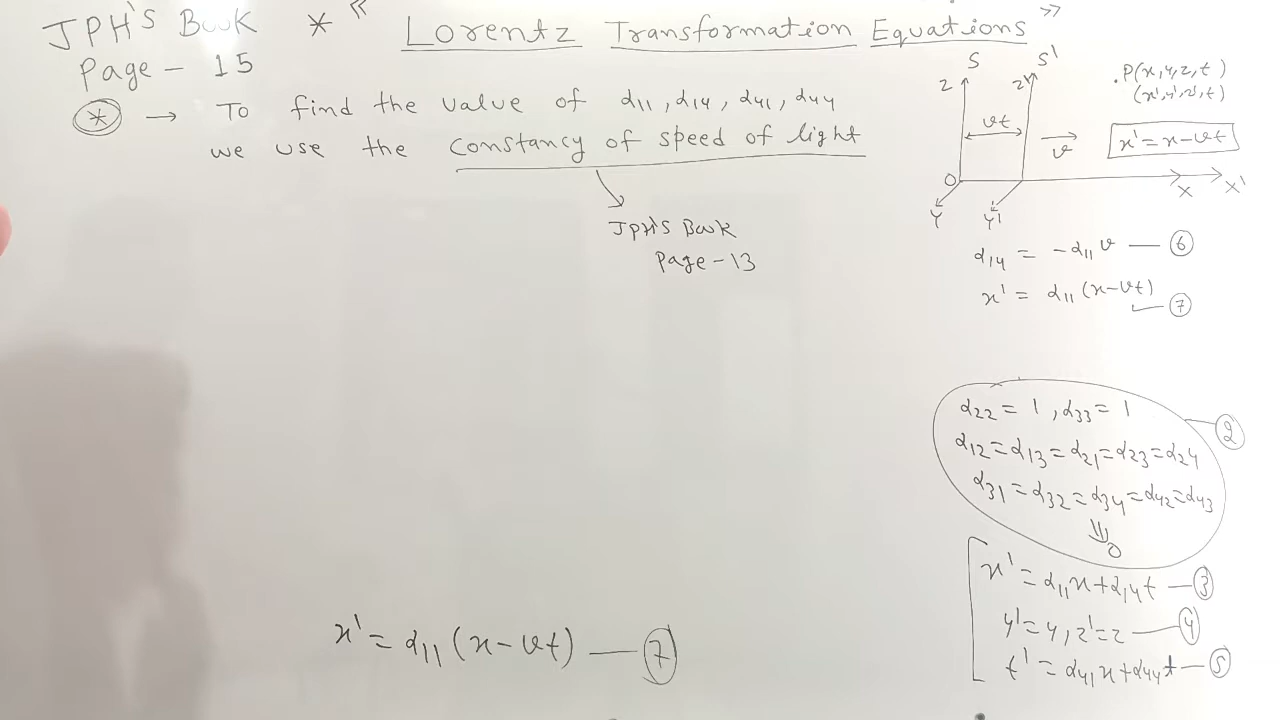 JPH'S Book * " Lorentz Transformation Equations "
Page - 15
* → To find the value of α11, α14, α41, α44
we use the constancy of speed of light
JPH'S Book
Page - 13
x' = α11 (x - vt) — 7
S S'
Z Z'
.P(x, y, z, t)
(x', y', z', t)
vt
→ v
x' = x - vt
O
X X'
Y Y'
α14 = -α11 v — 6
x' = α11 (x - vt) — 7
α22 = 1, α33 = 1 — 2
α12 = α13 = α21 = α23 = α24
α31 = α32 = α34 = α42 = α43
⇓
0
x' = α11 x + α14 t — 3
y' = y, z' = z — 4
t' = α41 x + α44 t — 5